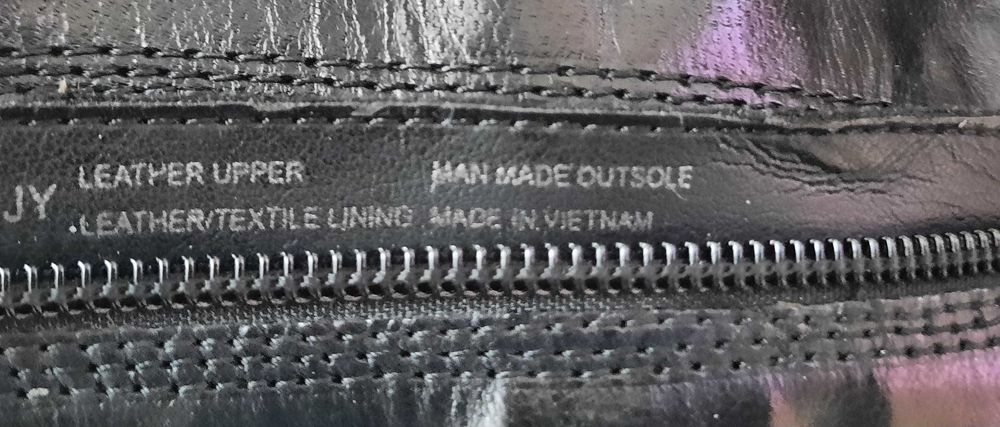 JY
LEATHER UPPER
LEATHER/TEXTILE LINING
MAN MADE OUTSOLE
MADE IN VIETNAM